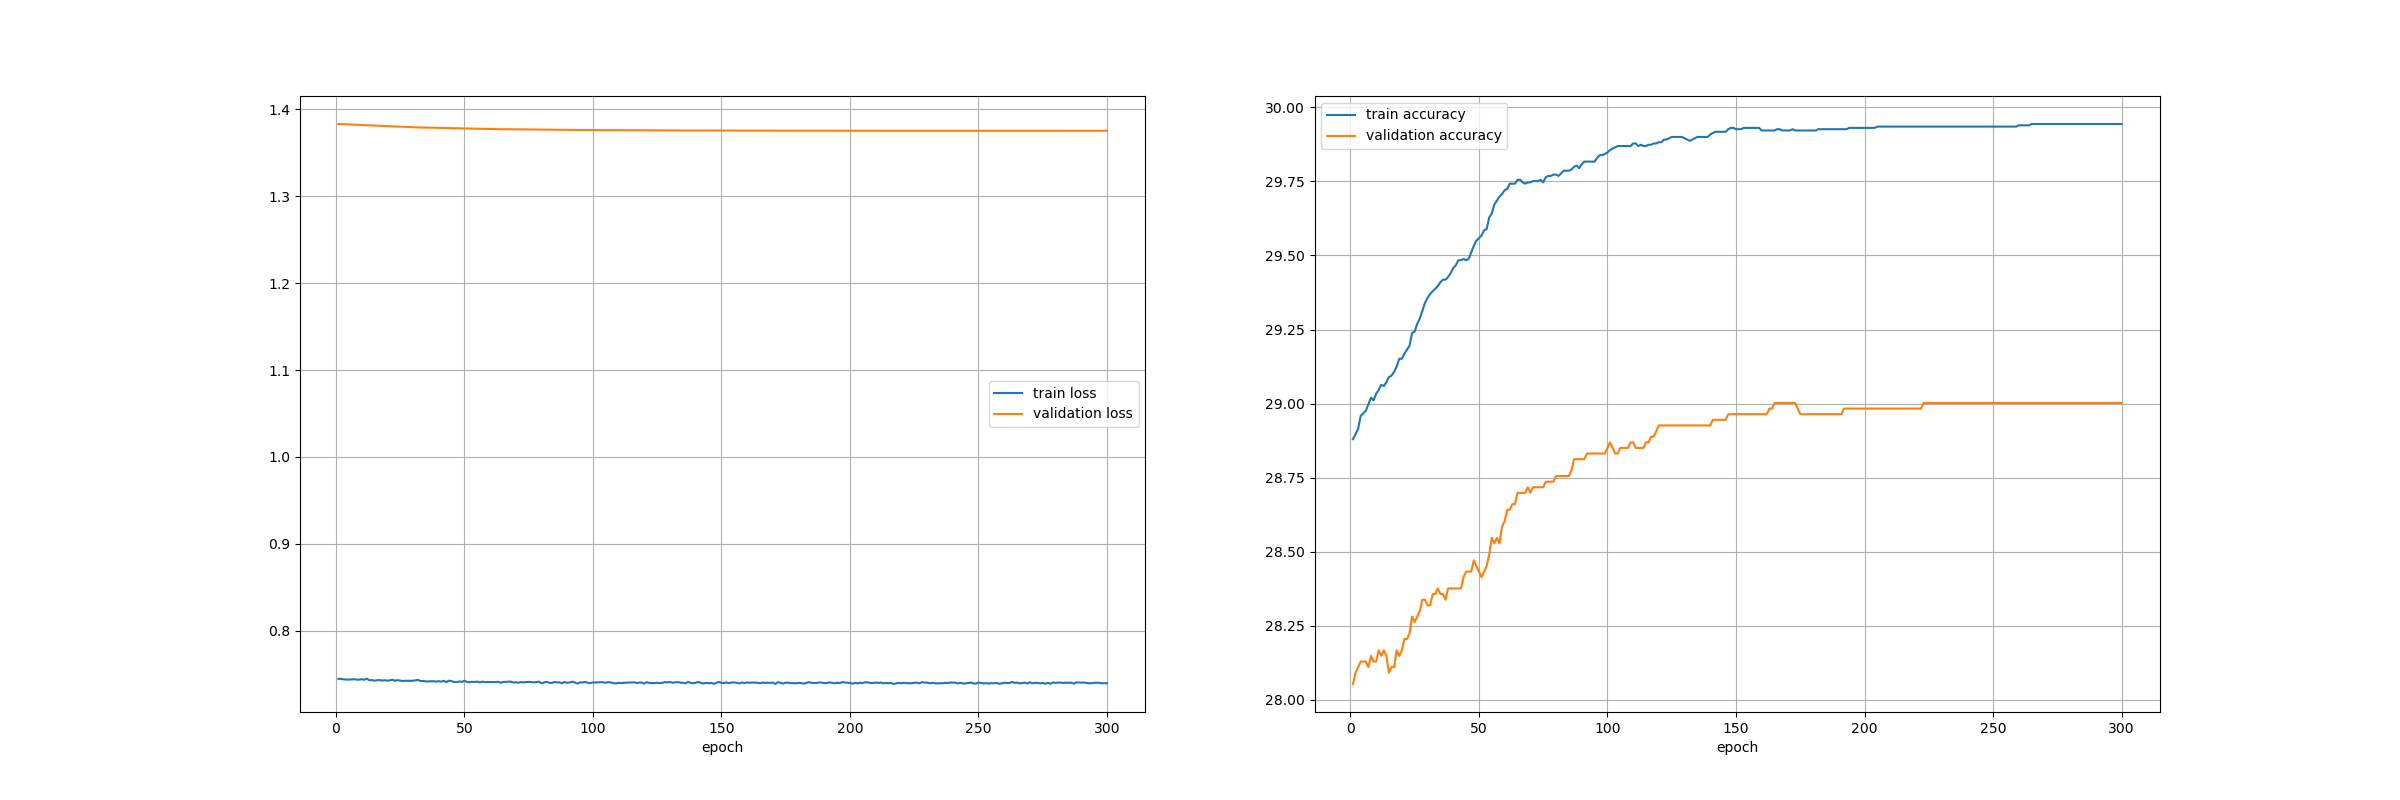 1.4
1.3
1.2
1.1
1.0
0.9
0.8
0 50 100 150 200 250 300
epoch
train loss
validation loss
30.00
29.75
29.50
29.25
29.00
28.75
28.50
28.25
28.00
0 50 100 150 200 250 300
epoch
train accuracy
validation accuracy